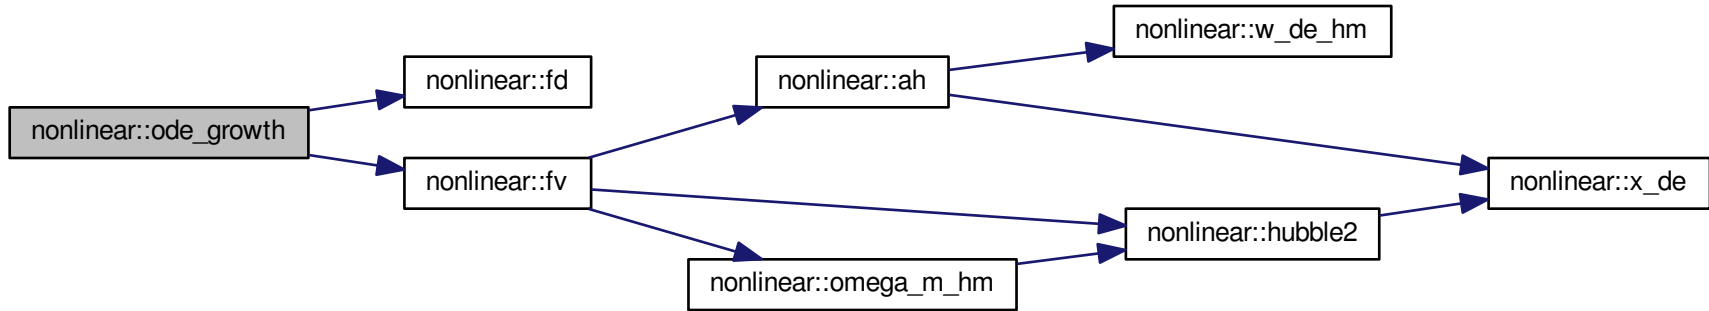 nonlinear::w_de_hm
nonlinear::fd
nonlinear::ah
nonlinear::ode_growth
nonlinear::fv
nonlinear::x_de
nonlinear::hubble2
nonlinear::omega_m_hm